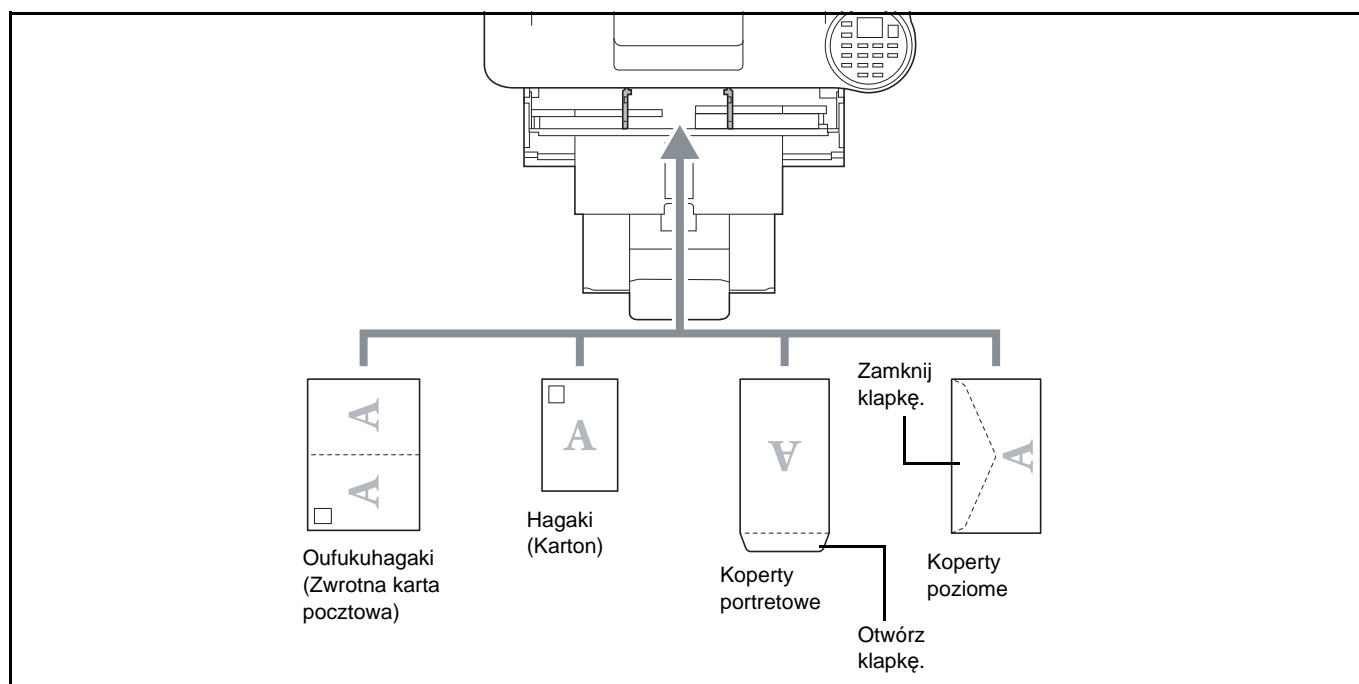 Zamknij
klapkę.
A
A
A
A
A
Oufukuhagaki
(Zwrotna karta
pocztowa)
Hagaki
(Karton)
Koperty
portretowe
Koperty
poziome
Otwórz
klapkę.